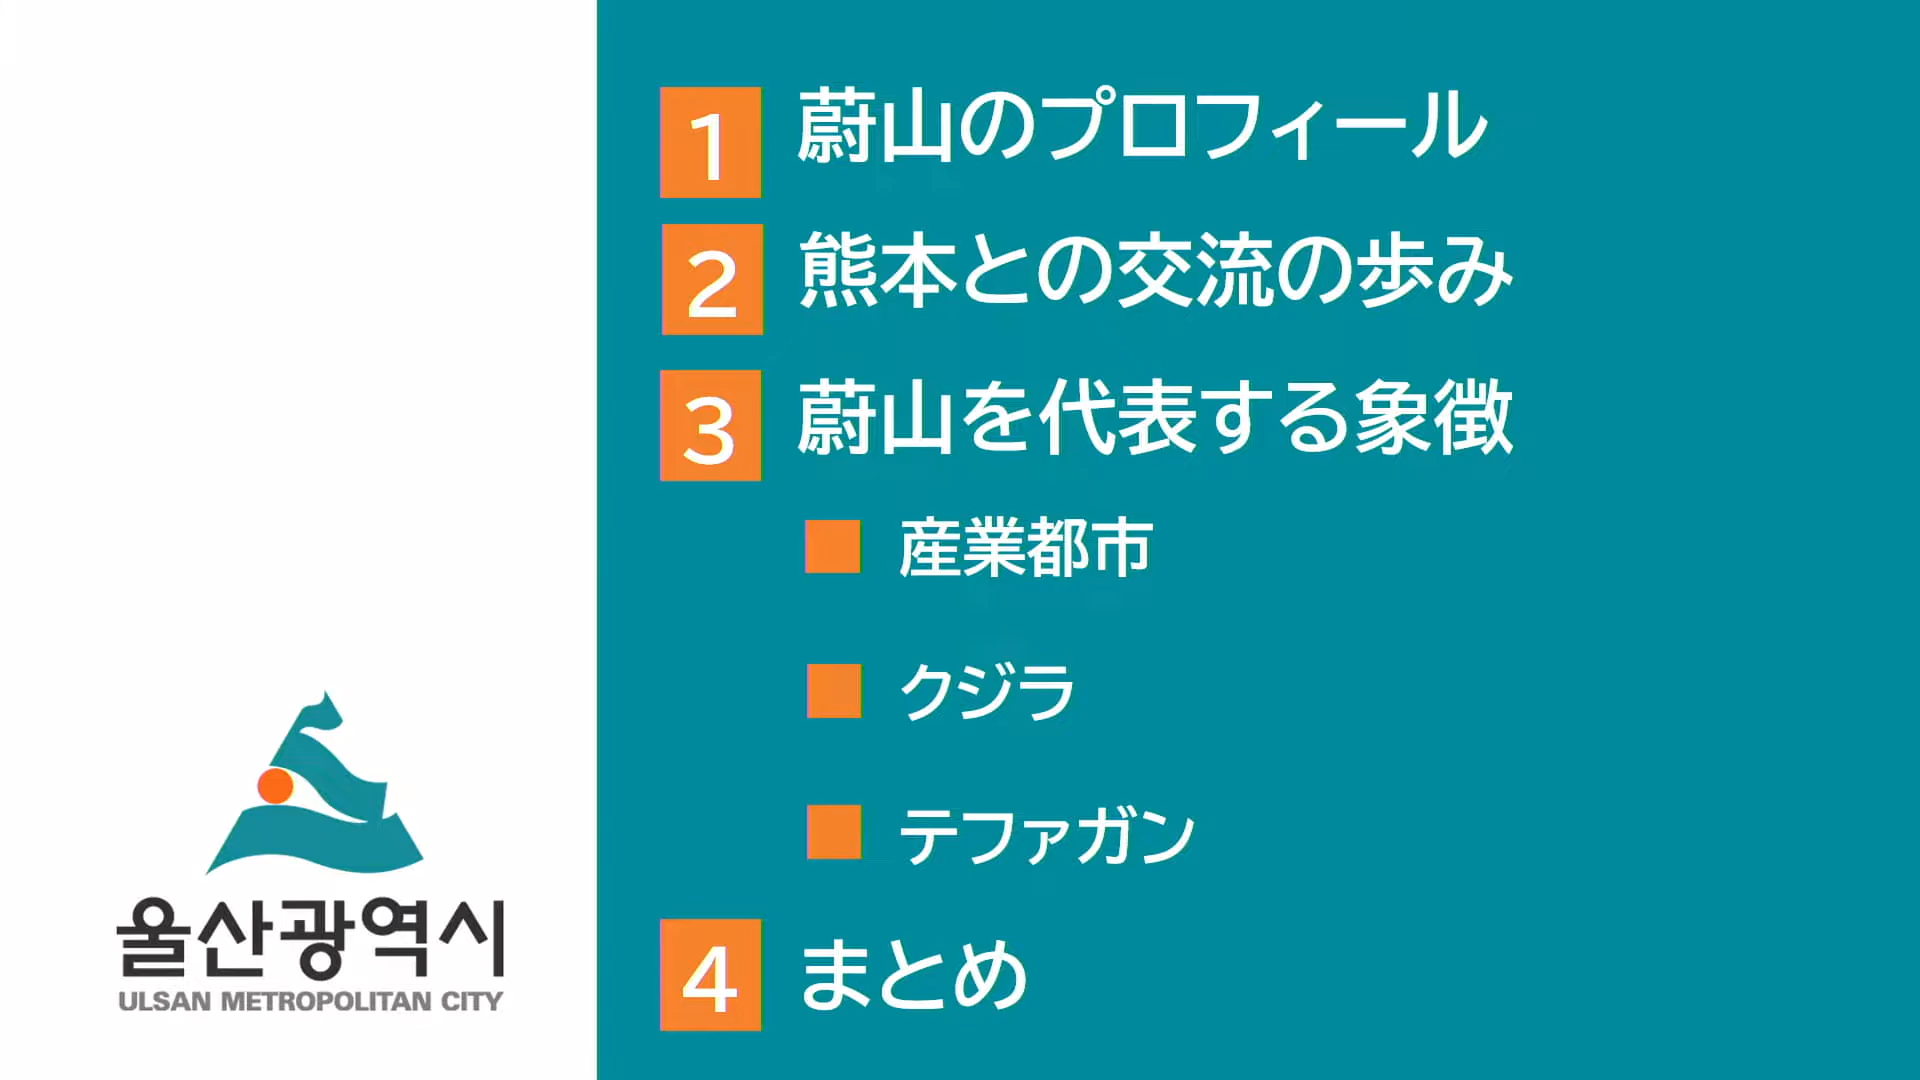 1 蔚山のプロフィール
2 熊本との交流の歩み
3 蔚山を代表する象徴
産業都市
クジラ
テファガン
4 まとめ
울산광역시
ULSAN METROPOLITAN CITY